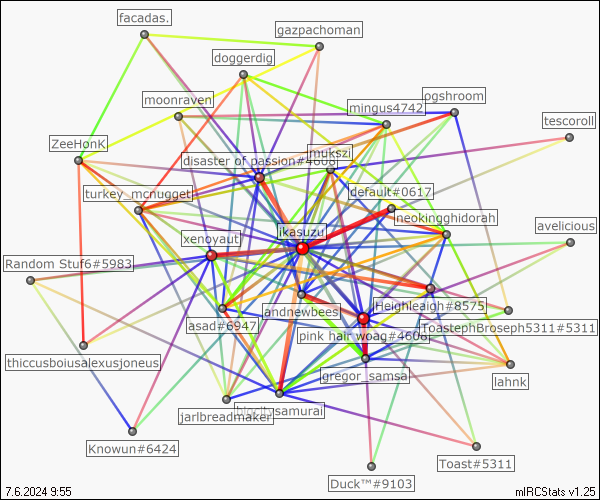 facadas.
gazpachoman
doggerdig
moonraven
ogshroom
mingus4742
tescoroll
ZeeHonK
mukszi
disaster of passion#4008
turkey_mcnugget
default#0617
neokingghidorah
avelicious
xenoyaut
ikasuzu
Random Stuf6#5983
Heighleaigh#8575
andnewbees
asad#6947
ToastephBroseph5311#5311
pink hair woag#4608
thiccusboiusalexusjoneus
gregor_samsa
lahnk
jarlbreadmaker
samurai
Knowun#6424
Toast#5311
Duck™#9103
7.6.2024 9:55
mIRCStats v1.25